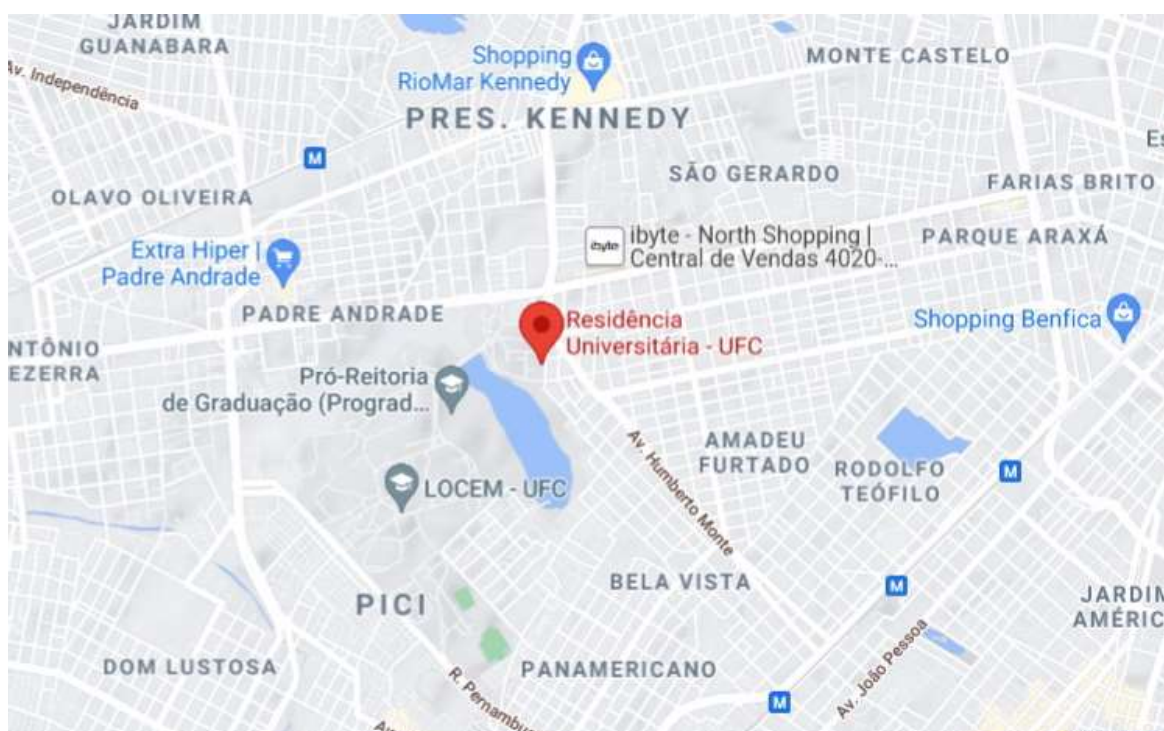 JARDIM
GUANABARA
Av. Independência
Shopping
RioMar Kennedy
MONTE CASTELO
PRES. KENNEDY
M
SÃO GERARDO
OLAVO OLIVEIRA
FARIAS BRITO
ibyte
ibyte - North Shopping |
Central de Vendas 4020-...
PARQUE ARAXÁ
Extra Hiper |
Padre Andrade
PADRE ANDRADE
Residência
Universitária - UFC
Shopping Benfica
NTÔNIO
EZERRA
Pró-Reitoria
de Graduação (Prograd...
Av. Humberto Monte
AMADEU
FURTADO
RODOLFO
TEÓFILO
M
LOCEM - UFC
BELA VISTA
M
PICI
JARDIN
AMÉRIC
DOM LUSTOSA
PANAMERICANO
R. Pernambu
Av. João Pessoa
M